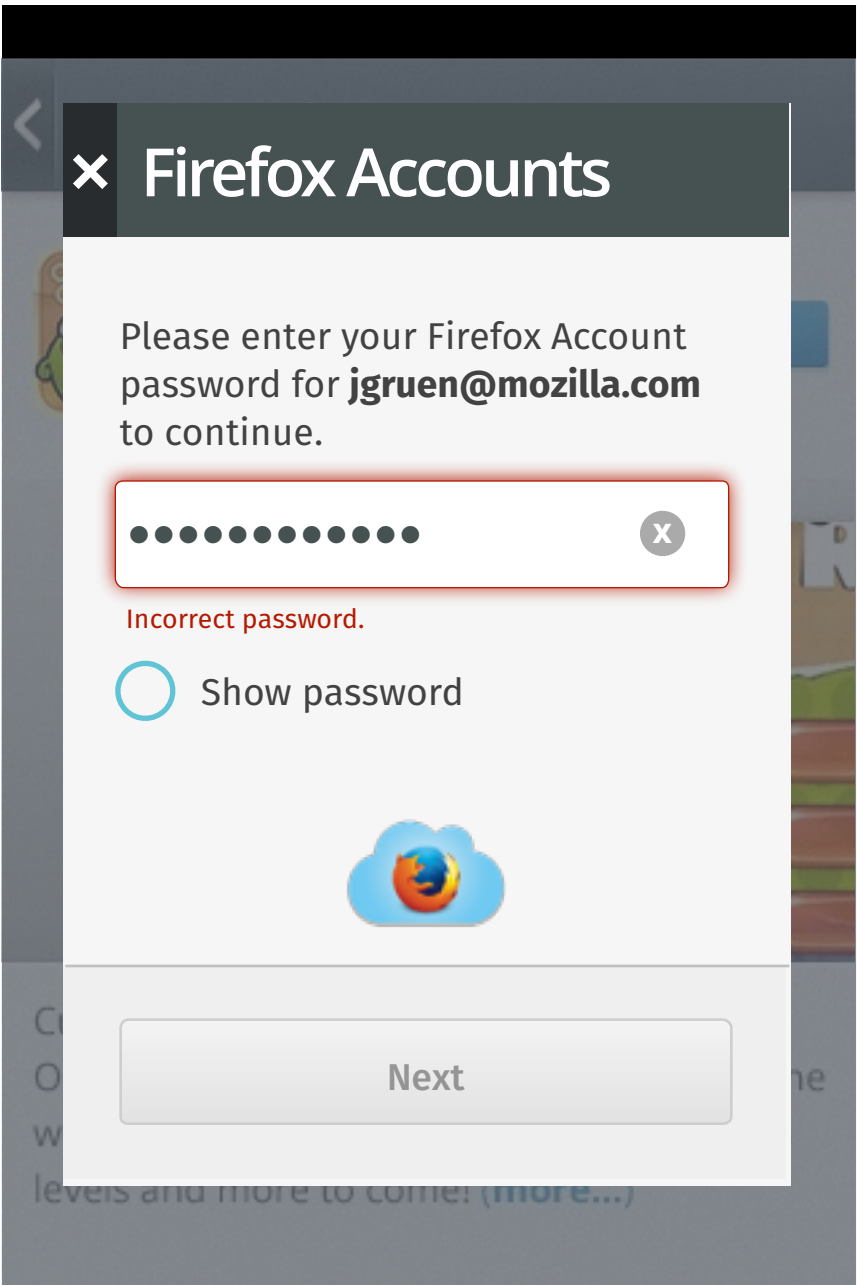 Firefox Accounts
Please enter your Firefox Account
password for jgruen@mozilla.com
to continue.
●●●●●●●●●●●●
X
Incorrect password.
Show password
Next
levels and more to come! (more...)